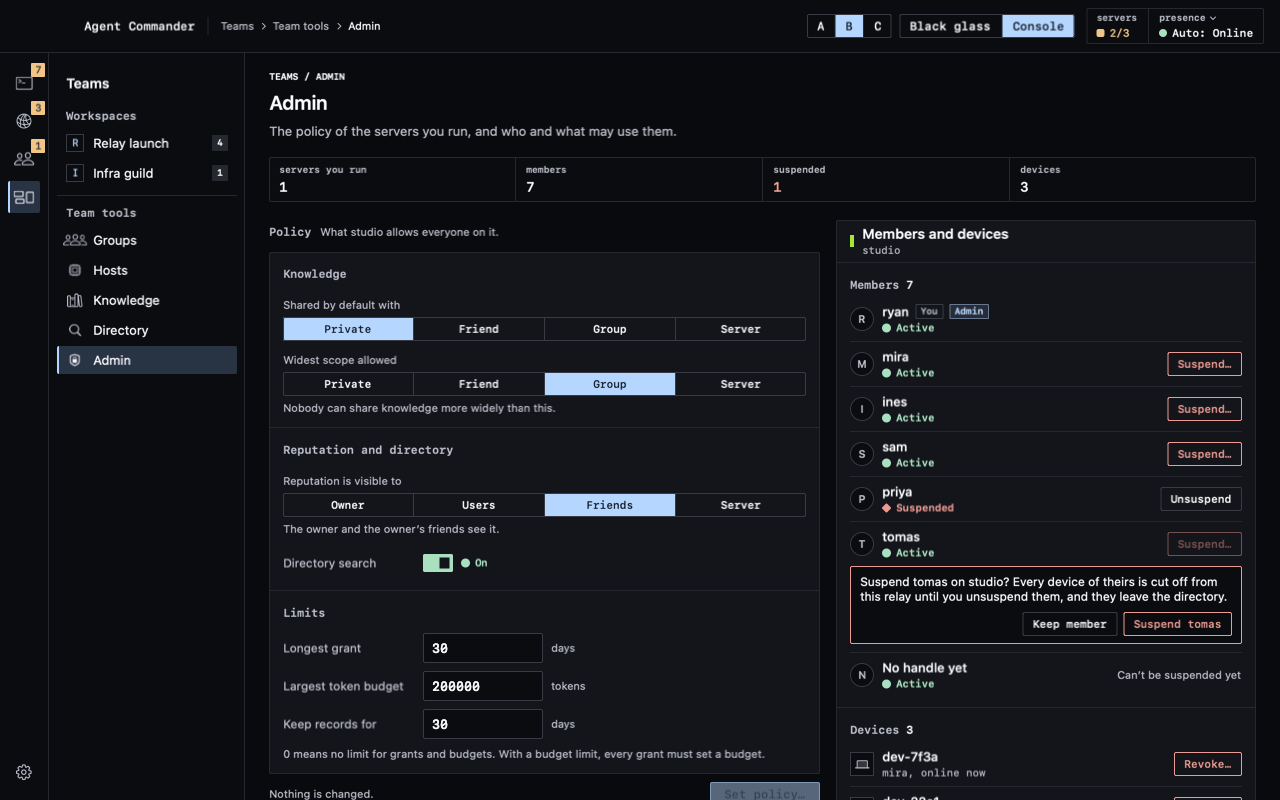 Agent Commander
Teams > Team tools > Admin
A B C
Black glass Console
servers
2/3
presence
Auto: Online
7
3
1
Teams
Workspaces
R Relay launch 4
I Infra guild 1
Team tools
Groups
Hosts
Knowledge
Directory
Admin
TEAMS / ADMIN
Admin
The policy of the servers you run, and who and what may use them.
servers you run
1
members
7
suspended
1
devices
3
Policy What studio allows everyone on it.
Knowledge
Shared by default with
Private Friend Group Server
Widest scope allowed
Private Friend Group Server
Nobody can share knowledge more widely than this.
Reputation and directory
Reputation is visible to
Owner Users Friends Server
The owner and the owner’s friends see it.
Directory search On
Limits
Longest grant 30 days
Largest token budget 200000 tokens
Keep records for 30 days
0 means no limit for grants and budgets. With a budget limit, every grant must set a budget.
Nothing is changed.
Set policy…
Members and devices
studio
Members 7
R ryan You Admin
Active
M mira
Active
Suspend…
I ines
Active
Suspend…
S sam
Active
Suspend…
P priya
Suspended
Unsuspend
T tomas
Active
Suspend…
Suspend tomas on studio? Every device of theirs is cut off from
this relay until you unsuspend them, and they leave the directory.
Keep member Suspend tomas
N No handle yet
Active
Can’t be suspended yet
Devices 3
dev-7f3a
mira, online now
Revoke…